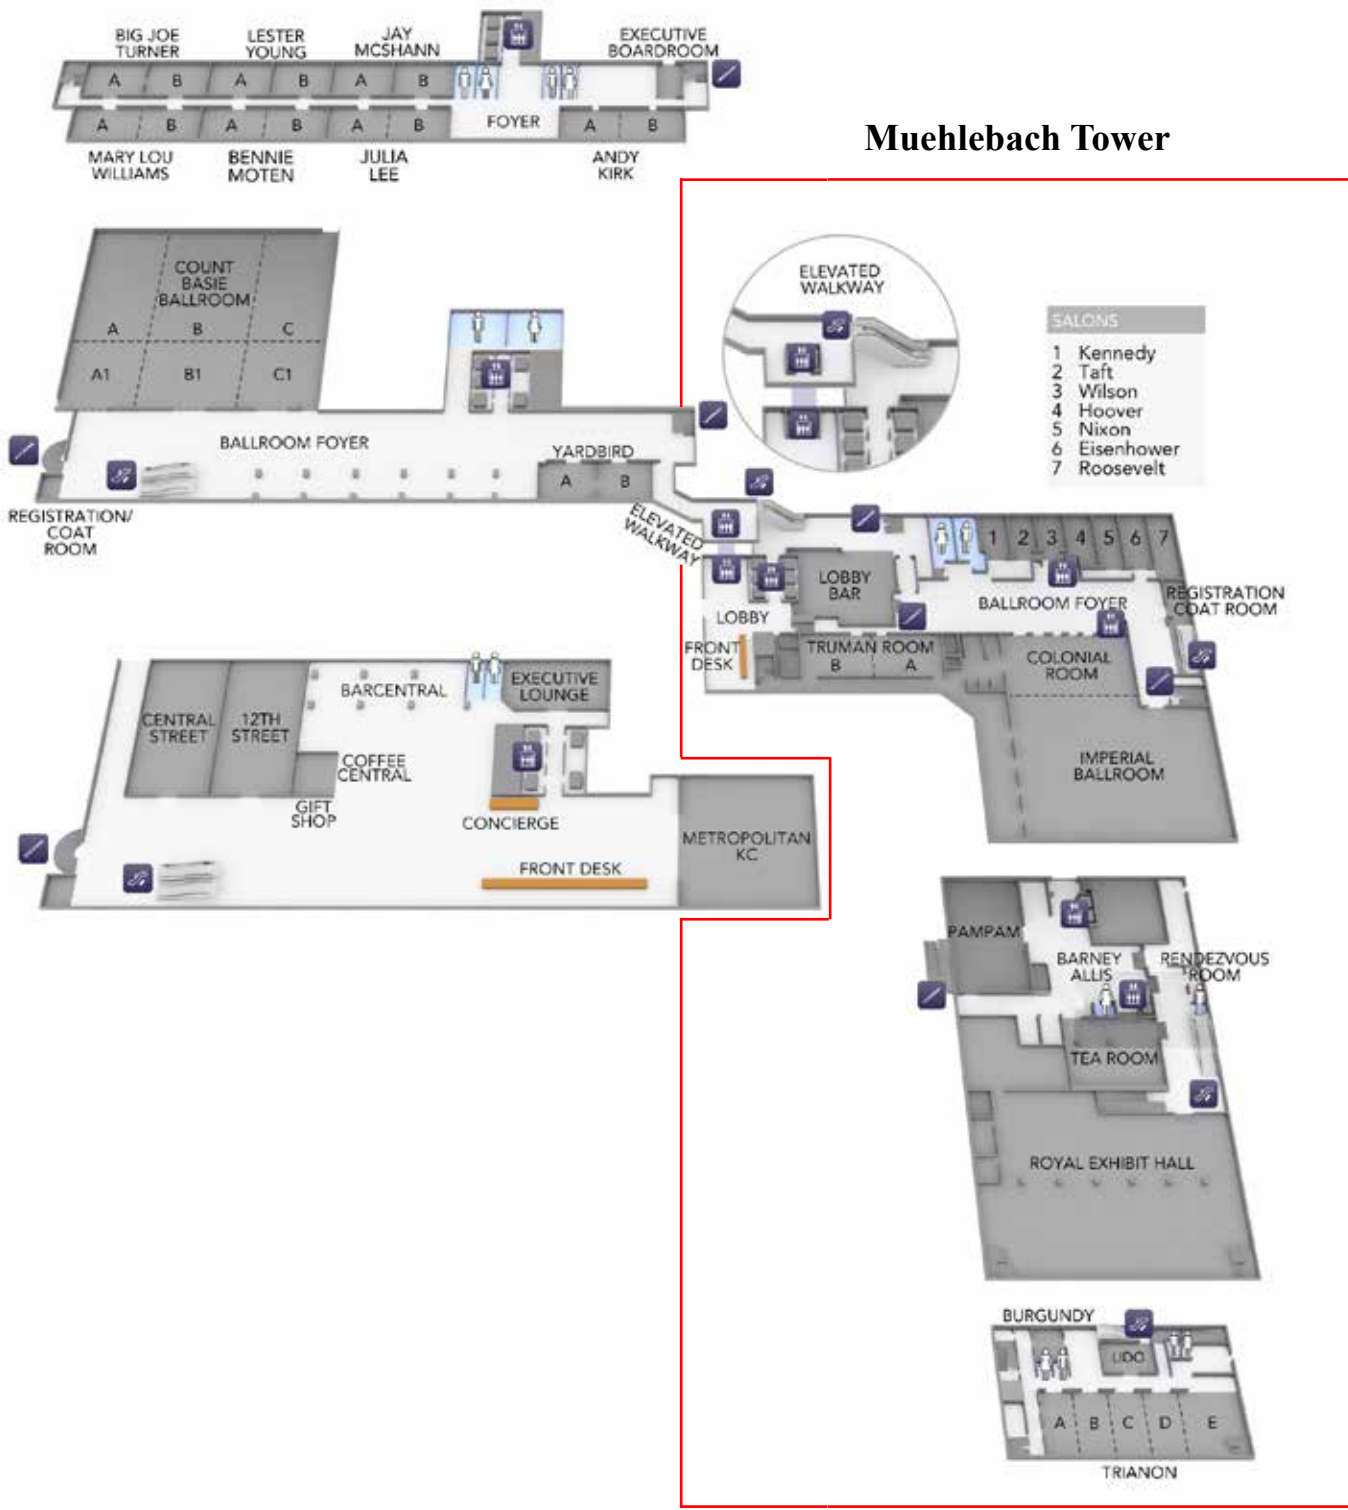 BIG JOE
TURNER
LESTER
YOUNG
JAY
MCSHANN
EXECUTIVE
BOARDROOM
A B A B A B
FOYER
A B A B A B A B
MARY LOU
WILLIAMS
BENNIE
MOTEN
JULIA
LEE
ANDY
KIRK
Muehlebach Tower
COUNT
BASIE
BALLROOM
A B C
A1 B1 C1
BALLROOM FOYER
YARDBIRD
A B
REGISTRATION/
COAT
ROOM
ELEVATED
WALKWAY
ELEVATED
WALKWAY
SALONS
1 Kennedy
2 Taft
3 Wilson
4 Hoover
5 Nixon
6 Eisenhower
7 Roosevelt
1 2 3 4 5 6 7
LOBBY
BAR
BALLROOM FOYER
REGISTRATION
COAT ROOM
LOBBY
FRONT
DESK
TRUMAN ROOM
B A
COLONIAL
ROOM
IMPERIAL
BALLROOM
CENTRAL
STREET
12TH
STREET
BARCENTRAL
EXECUTIVE
LOUNGE
COFFEE
CENTRAL
GIFT
SHOP
CONCIERGE
FRONT DESK
METROPOLITAN
KC
PAMPAM
BARNEY
ALLIS
RENDEZVOUS
ROOM
TEA ROOM
ROYAL EXHIBIT HALL
BURGUNDY
LIDO
A B C D E
TRIANON